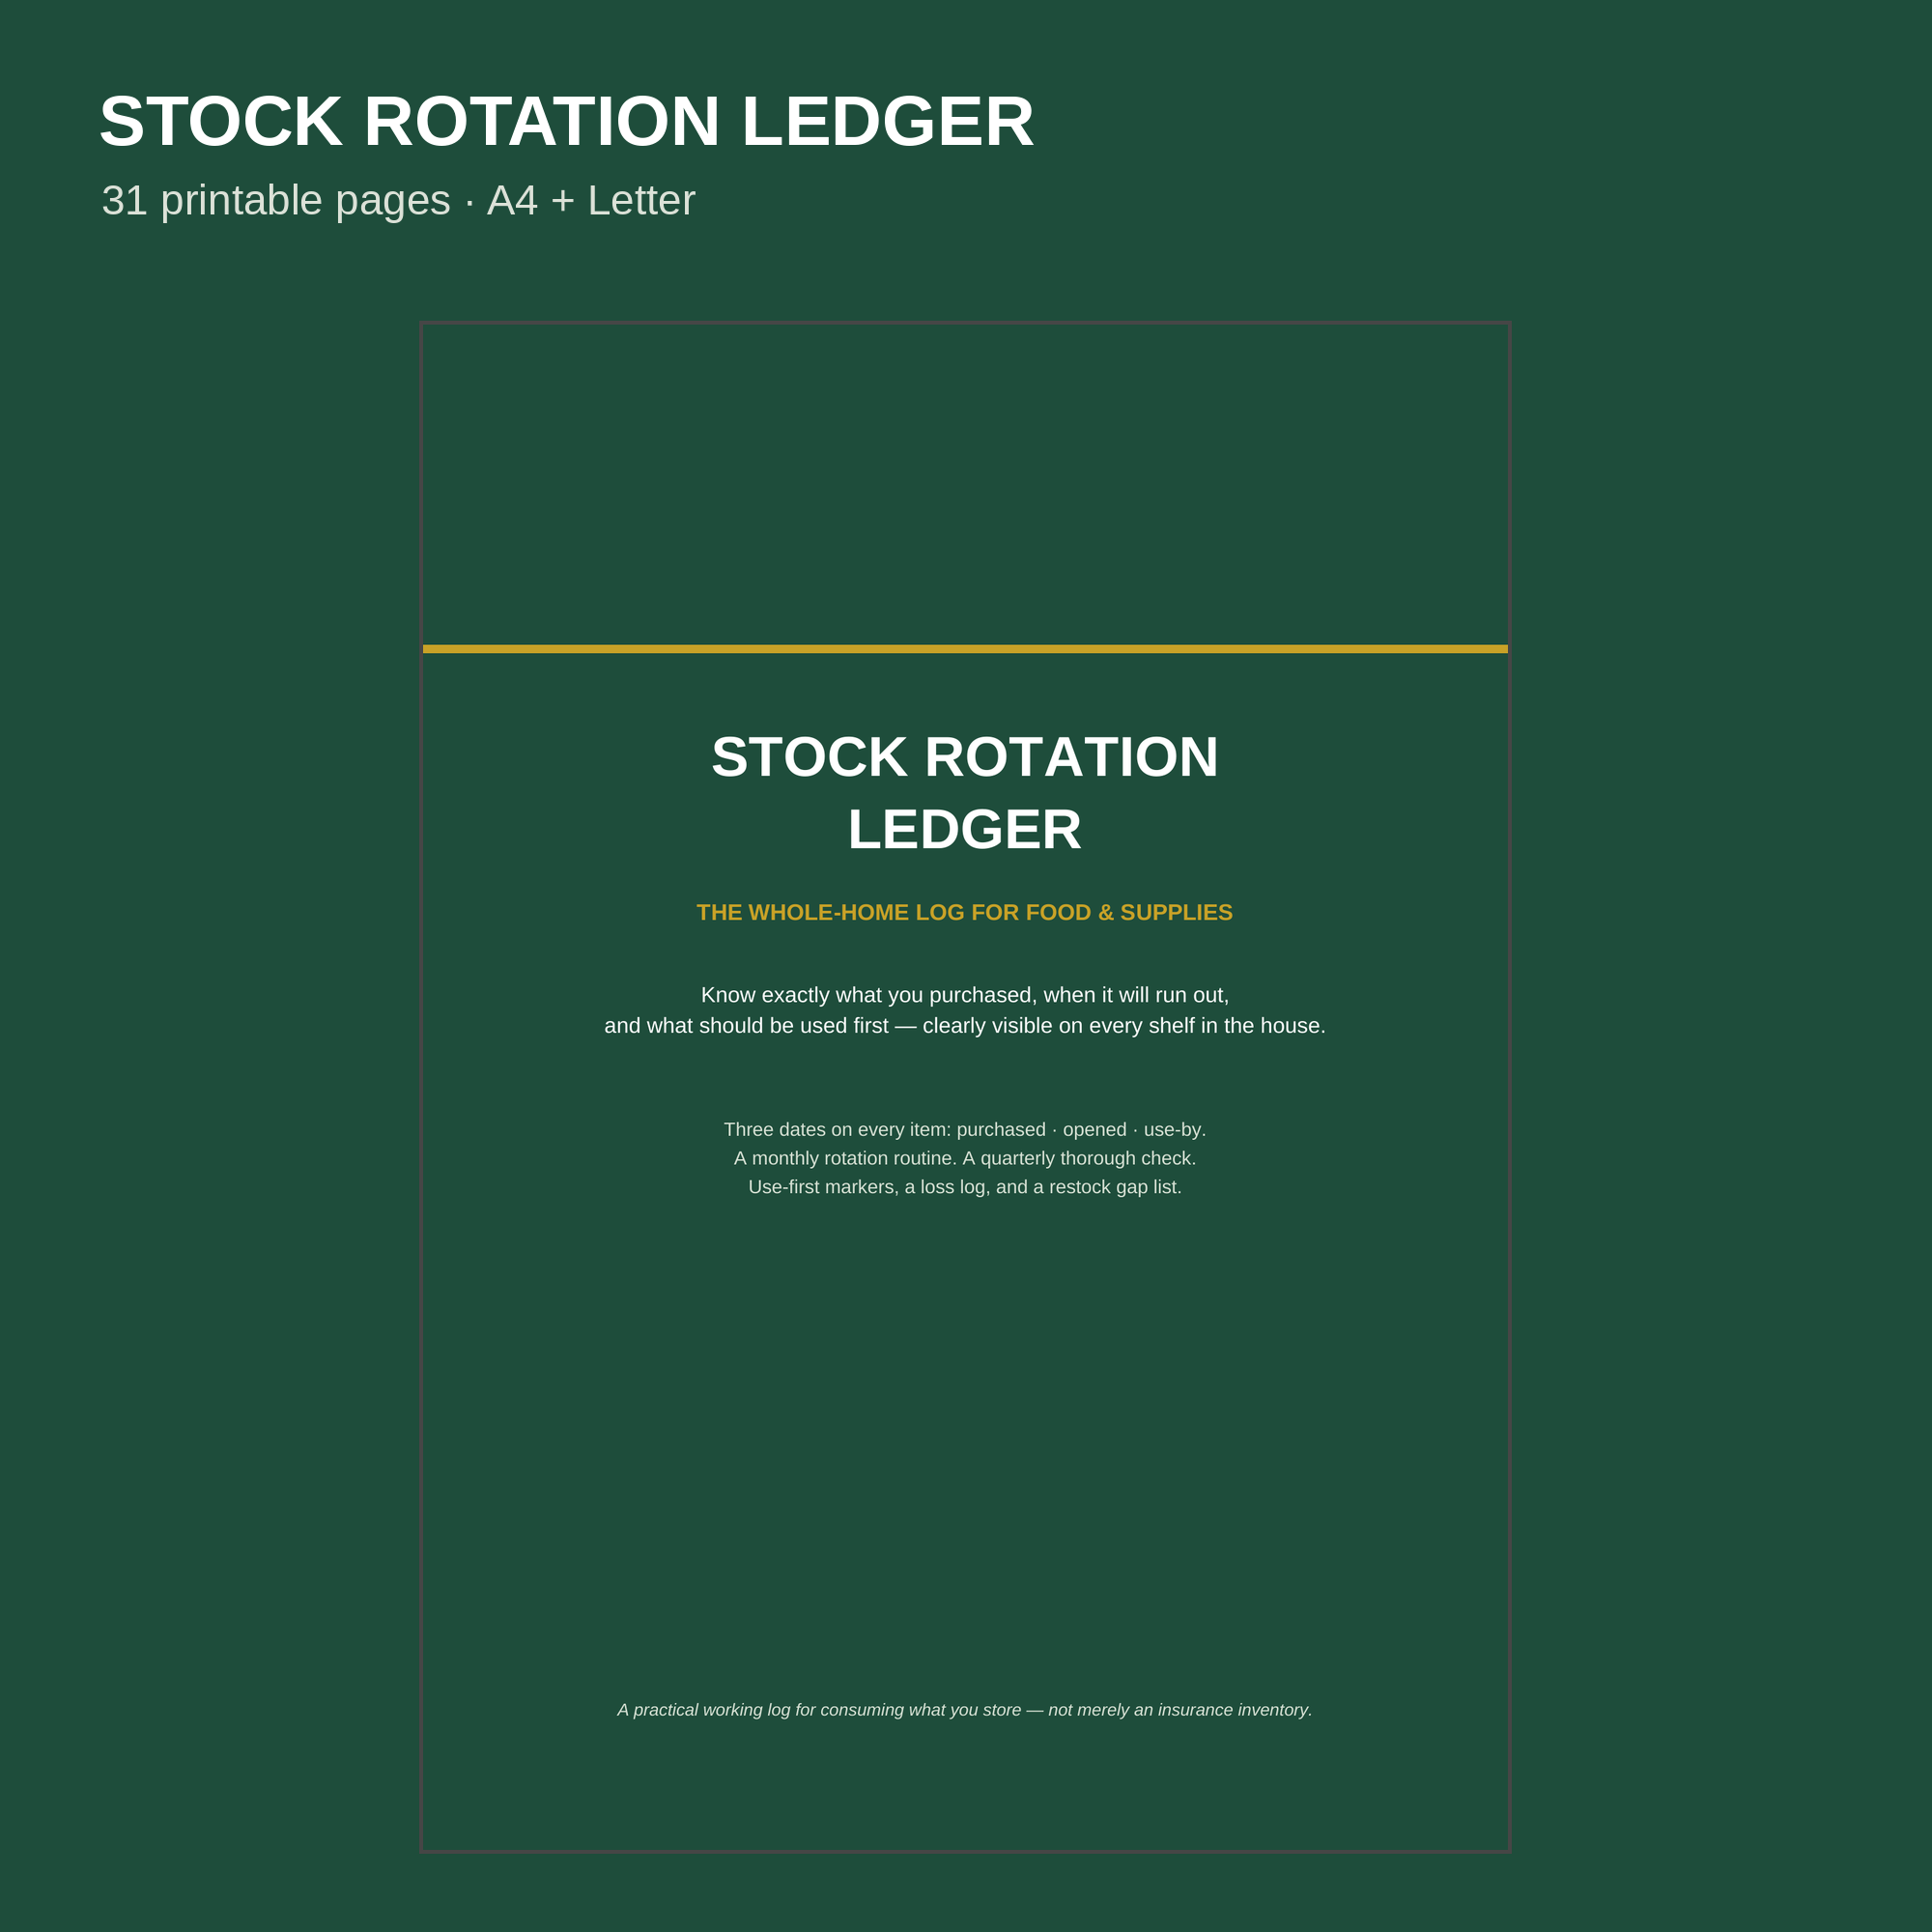 STOCK ROTATION LEDGER
31 printable pages · A4 + Letter
STOCK ROTATION
LEDGER
THE WHOLE-HOME LOG FOR FOOD & SUPPLIES
Know exactly what you purchased, when it will run out,
and what should be used first — clearly visible on every shelf in the house.
Three dates on every item: purchased · opened · use-by.
A monthly rotation routine. A quarterly thorough check.
Use-first markers, a loss log, and a restock gap list.
A practical working log for consuming what you store — not merely an insurance inventory.